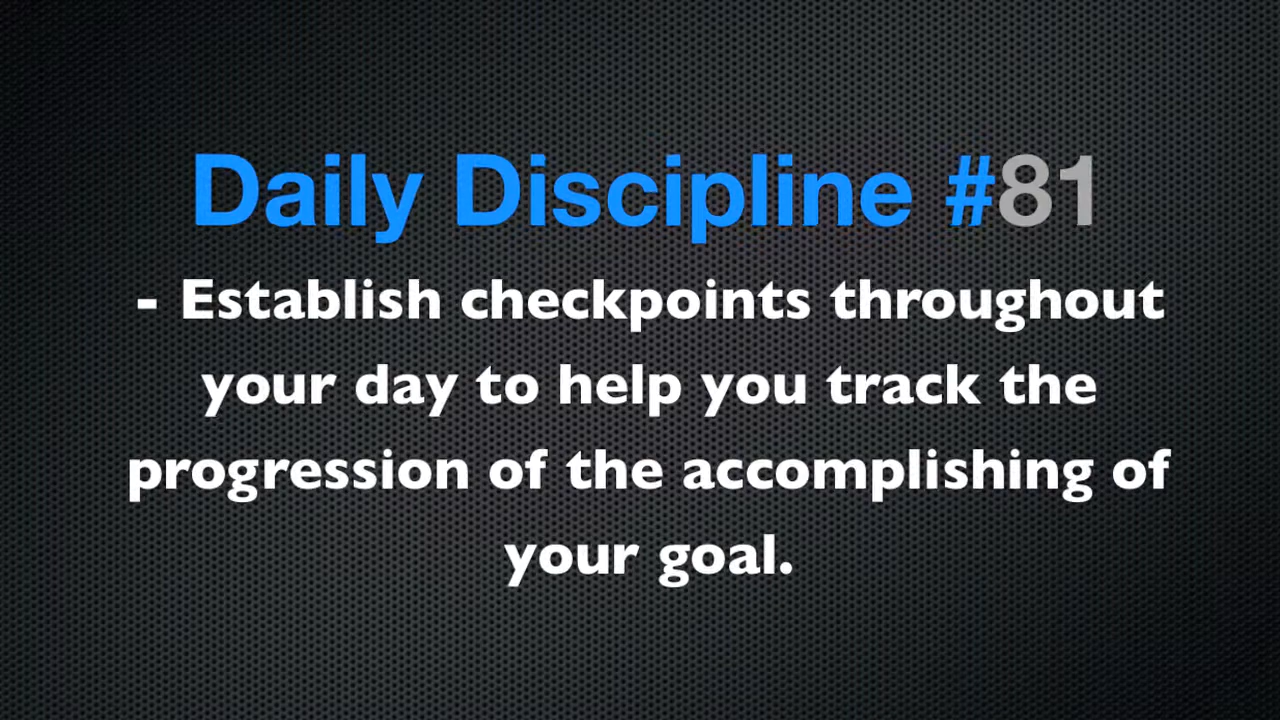 Daily Discipline #81
- Establish checkpoints throughout
your day to help you track the
progression of the accomplishing of
your goal.